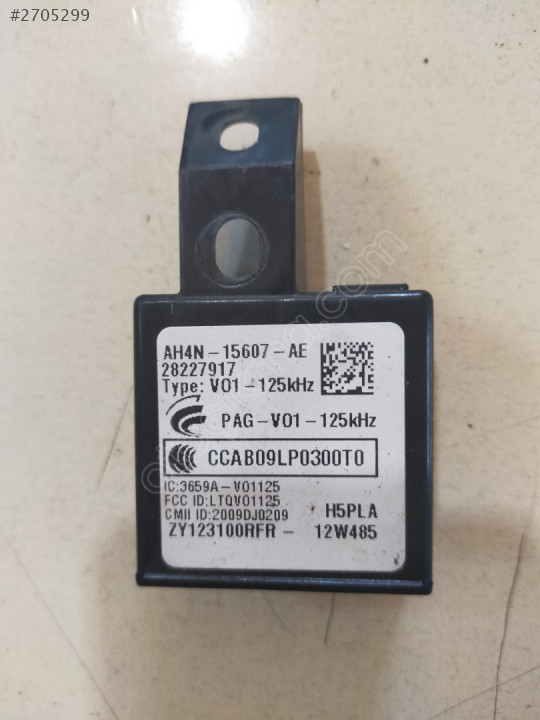 #2705299
AH4N-15607-AE
28227917
Type: V01-125kHz
PAG-V01-125kHz
CCAB09LP0300T0
IC:3659A-V01125
FCC ID:LTQV01125
CMII ID:2009DJ0209
H5PLA
ZY123100RFR - 12W485